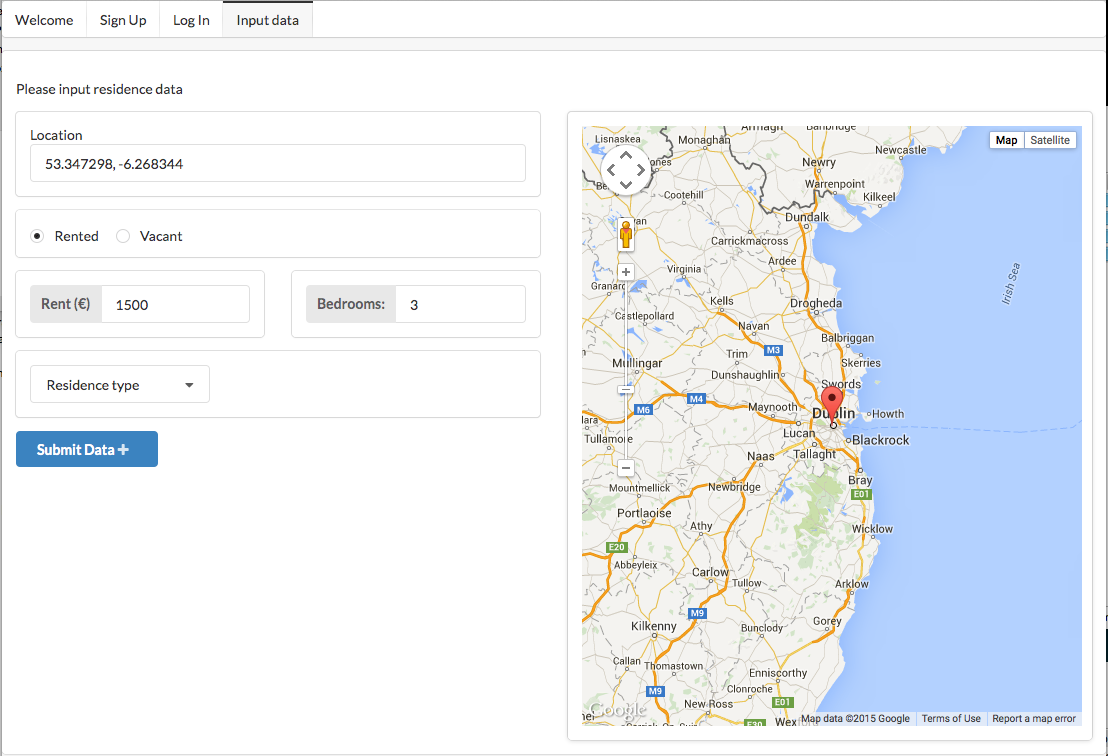 Welcome
Sign Up
Log In
Input data
Please input residence data
Location
53.347298, -6.268344
Rented
Vacant
Rent (€)
1500
Bedrooms:
3
Residence type
Submit Data
Map
Satellite
Lisnaskea
Monaghan
Armagh
Banbridge
Newcastle
Newry
Warrenpoint
Kilkeel
Cootehill
Dundalk
Carrickmacross
Ardee
Virginia
Irish Sea
Granard
Kells
Drogheda
Castlepollard
Navan
Balbriggan
M3
Trim
Skerries
Mullingar
Dunshaughlin
Swords
M4
M6
Maynooth
Dublin
Howth
Lucan
Tullamore
Blackrock
Tallaght
Naas
Bray
Mountmellick
Newbridge
E01
Portlaoise
Athy
Wicklow
E20
Abbeyleix
Carlow
Tullow
Arklow
M9
Kilkenny
Bunclody
Gorey
Callan
Thomastown
Enniscorthy
M9
Clonroche
E01
New Ross
Google
E30
Map data ©2015 Google
Terms of Use
Report a map error